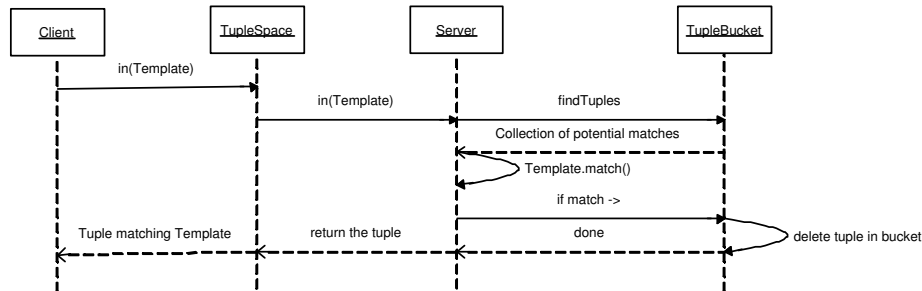 Client
TupleSpace
Server
TupleBucket
in(Template)
in(Template)
findTuples
Collection of potential matches
Template.match()
if match ->
Tuple matching Template
return the tuple
done
delete tuple in bucket